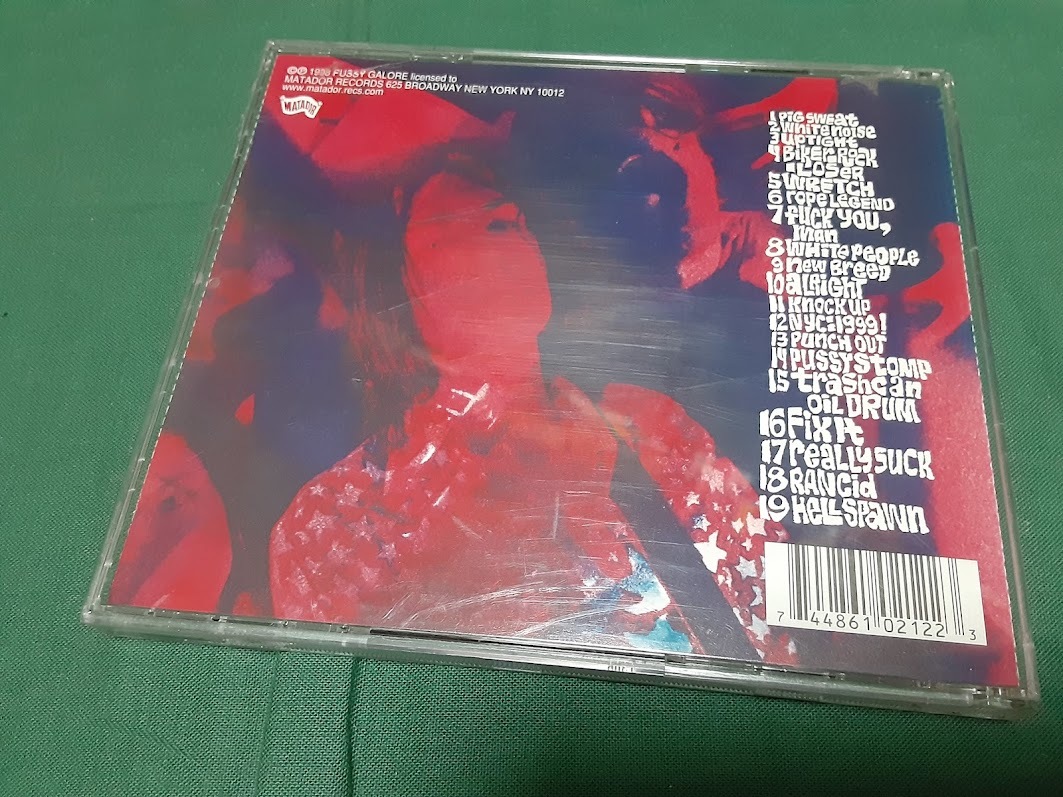 ℗© 1998 PUSSY GALORE licensed to
MATADOR RECORDS 625 BROADWAY NEW YORK NY 10012
www.matador.recs.com
MATADOR
1 PIG SWEAT
2 WHITE NOISE
3 UPTIGHT
4 BIKER ROCK
LOSER
5 WRETCH
6 ROPE LEGEND
7 FUCK YOU,
MAN
8 WHITE PEOPLE
9 NEW BREED
10 ALRIGHT
11 KNOCK UP
12 NYC:1999!
13 PUNCH OUT
14 PUSSY STOMP
15 TRASHCAN
OIL DRUM
16 FIX IT
17 REALLY SUCK
18 RANCID
19 HELL SPAWN
7 44861 02122 3